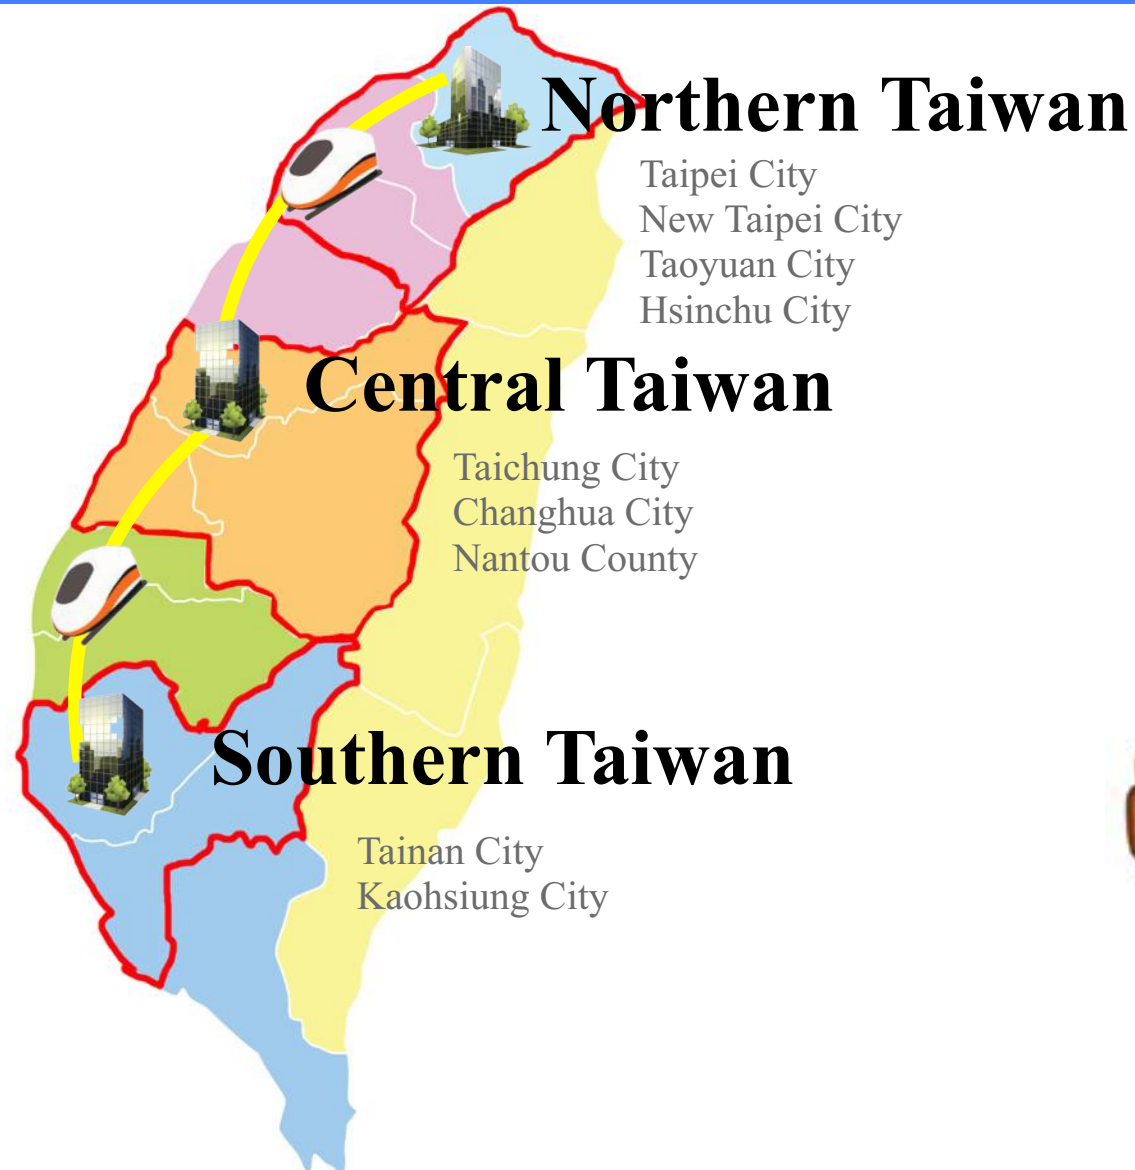 Northern Taiwan
Taipei City
New Taipei City
Taoyuan City
Hsinchu City
Central Taiwan
Taichung City
Changhua City
Nantou County
Southern Taiwan
Tainan City
Kaohsiung City